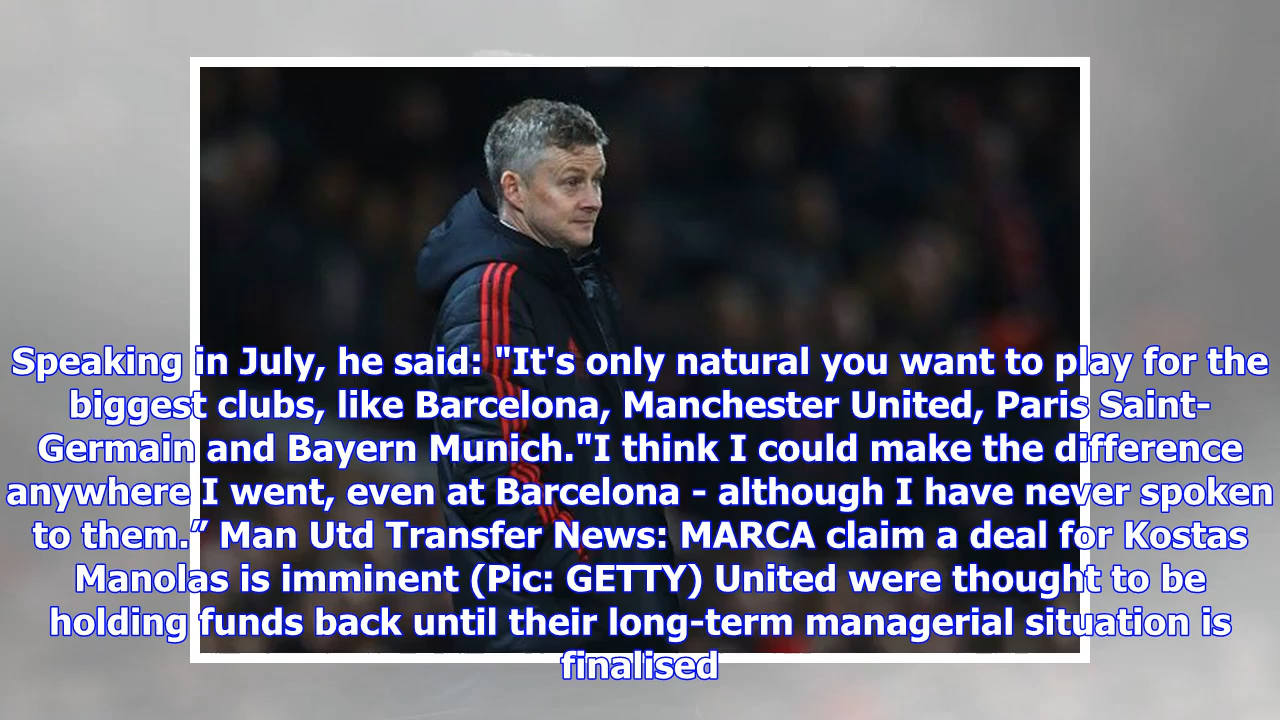 Speaking in July, he said: "It's only natural you want to play for the
biggest clubs, like Barcelona, Manchester United, Paris Saint-
Germain and Bayern Munich."I think I could make the difference
anywhere I went, even at Barcelona - although I have never spoken
to them.” Man Utd Transfer News: MARCA claim a deal for Kostas
Manolas is imminent (Pic: GETTY) United were thought to be
holding funds back until their long-term managerial situation is
finalised